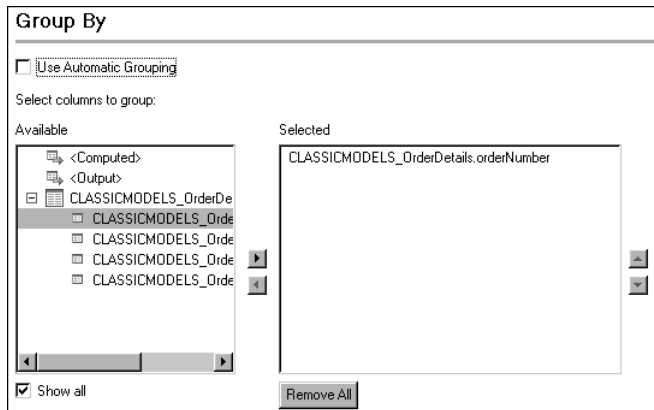 Group By
Use Automatic Grouping
Select columns to group:
Available
Selected
<Computed>
<Output>
CLASSICMODELS_OrderDe
CLASSICMODELS_Orde
CLASSICMODELS_Orde
CLASSICMODELS_Orde
CLASSICMODELS_Orde
CLASSICMODELS_OrderDetails.orderNumber
Show all
Remove All